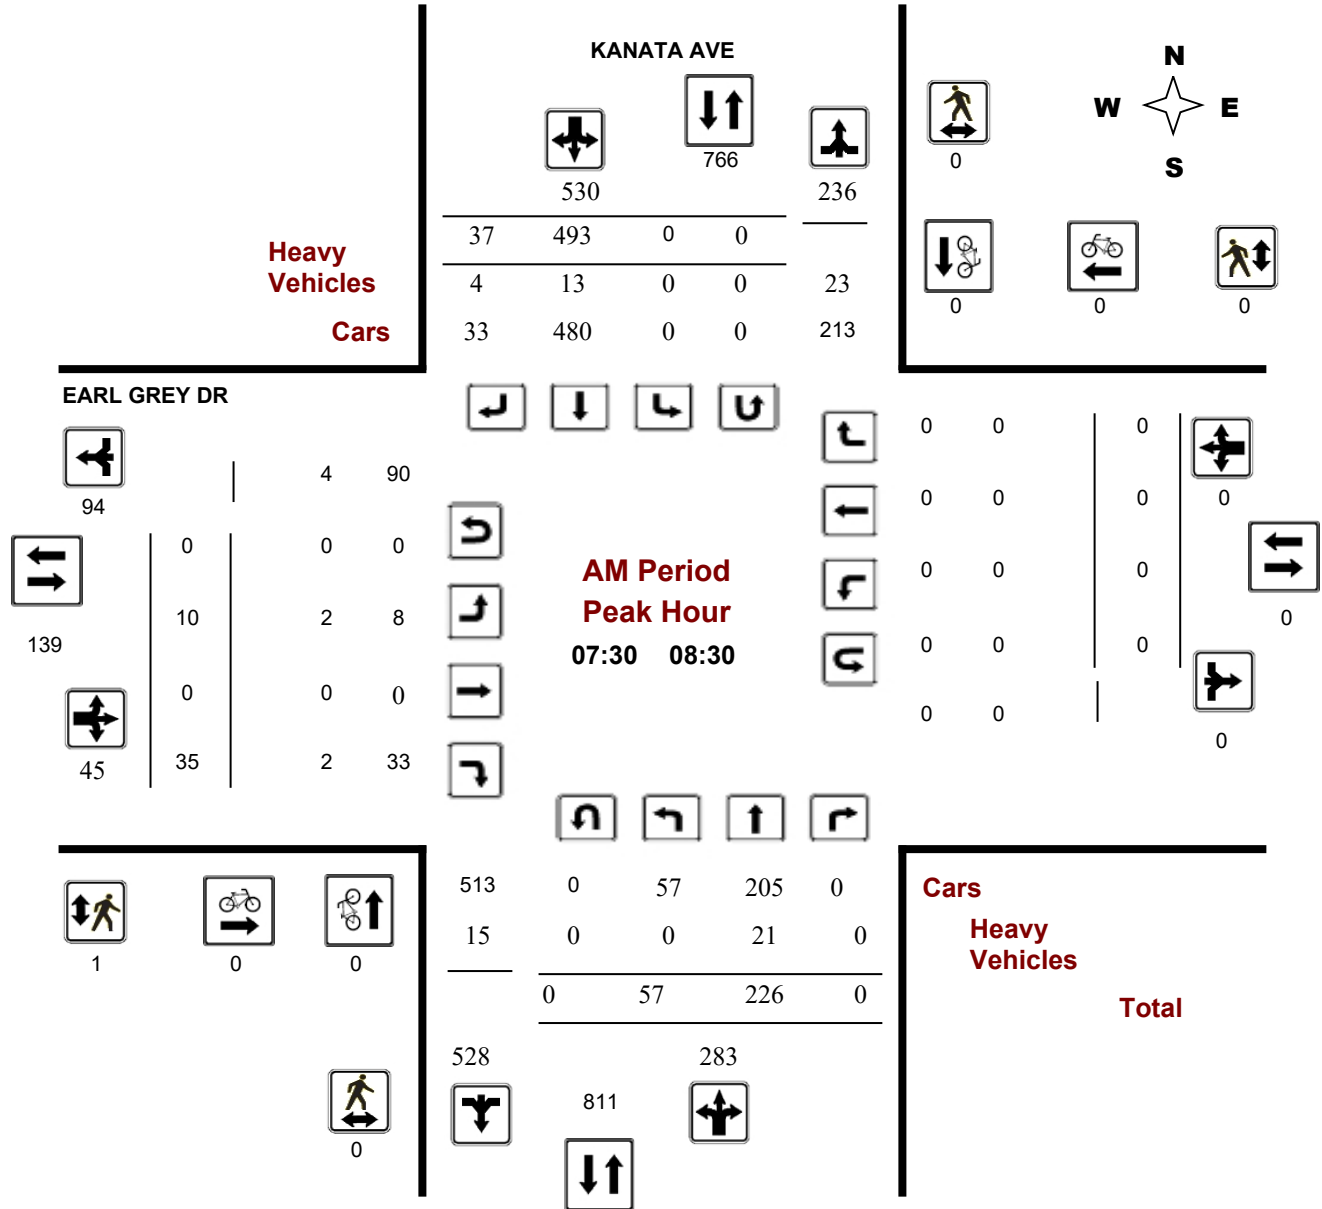 KANATA AVE
N
W E
S
766
0
530 236
37 493 0 0
Heavy
Vehicles
4 13 0 0 23
Cars 33 480 0 0 213
0 0 0
EARL GREY DR
0 0 0
4 90
94
0 0 0 0
0 0 0
AM Period
0 0 0
10 2 8
Peak Hour
0
139
07:30 08:30
0 0 0
0 0 0
0 0
45 35 2 33
0
513 0 57 205 0 Cars
15 0 0 21 0 Heavy
Vehicles
1 0 0
0 57 226 0
Total
528 283
811
0